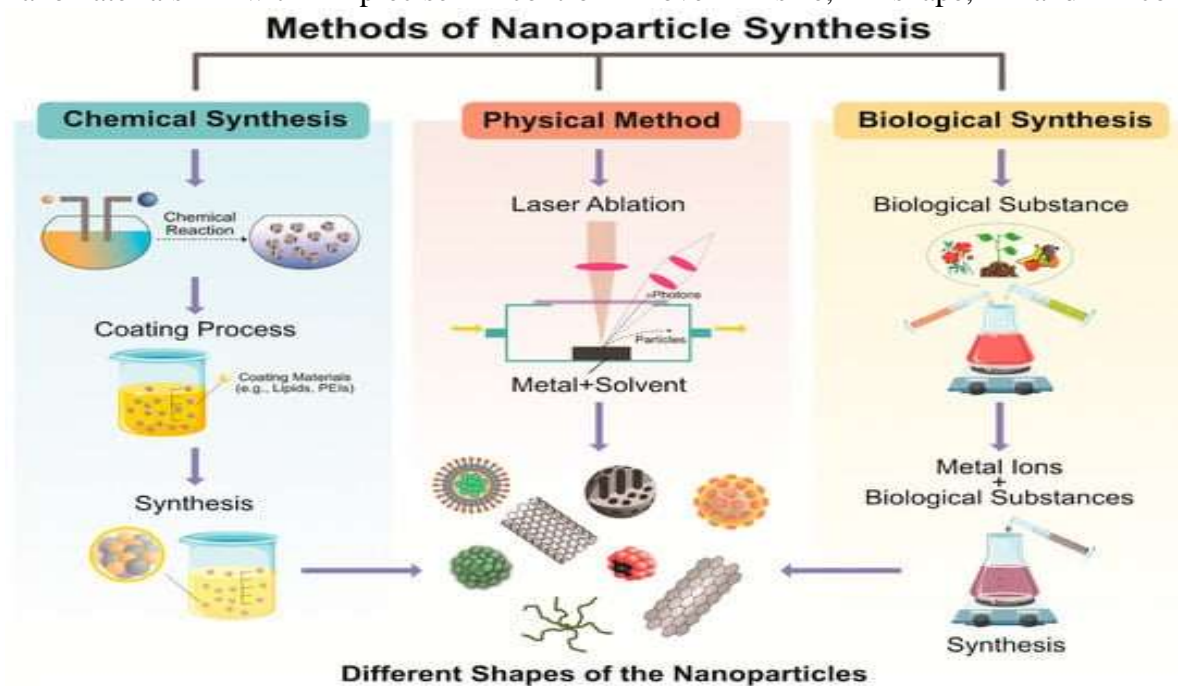 Methods of Nanoparticle Synthesis
Chemical Synthesis
Chemical
Reaction
Coating Process
Coating Materials
(e.g., Lipids, PEIs)
Synthesis
Physical Method
Laser Ablation
Photons
Particles
Metal+Solvent
Biological Synthesis
Biological Substance
Metal Ions
+
Biological Substances
Synthesis
Different Shapes of the Nanoparticles